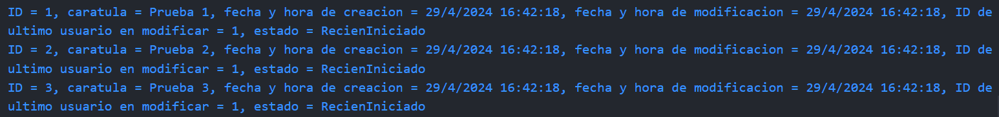 ID = 1, caratula = Prueba 1, fecha y hora de creacion = 29/4/2024 16:42:18, fecha y hora de modificacion = 29/4/2024 16:42:18, ID de
ultimo usuario en modificar = 1, estado = RecienIniciado
ID = 2, caratula = Prueba 2, fecha y hora de creacion = 29/4/2024 16:42:18, fecha y hora de modificacion = 29/4/2024 16:42:18, ID de
ultimo usuario en modificar = 1, estado = RecienIniciado
ID = 3, caratula = Prueba 3, fecha y hora de creacion = 29/4/2024 16:42:18, fecha y hora de modificacion = 29/4/2024 16:42:18, ID de
ultimo usuario en modificar = 1, estado = RecienIniciado